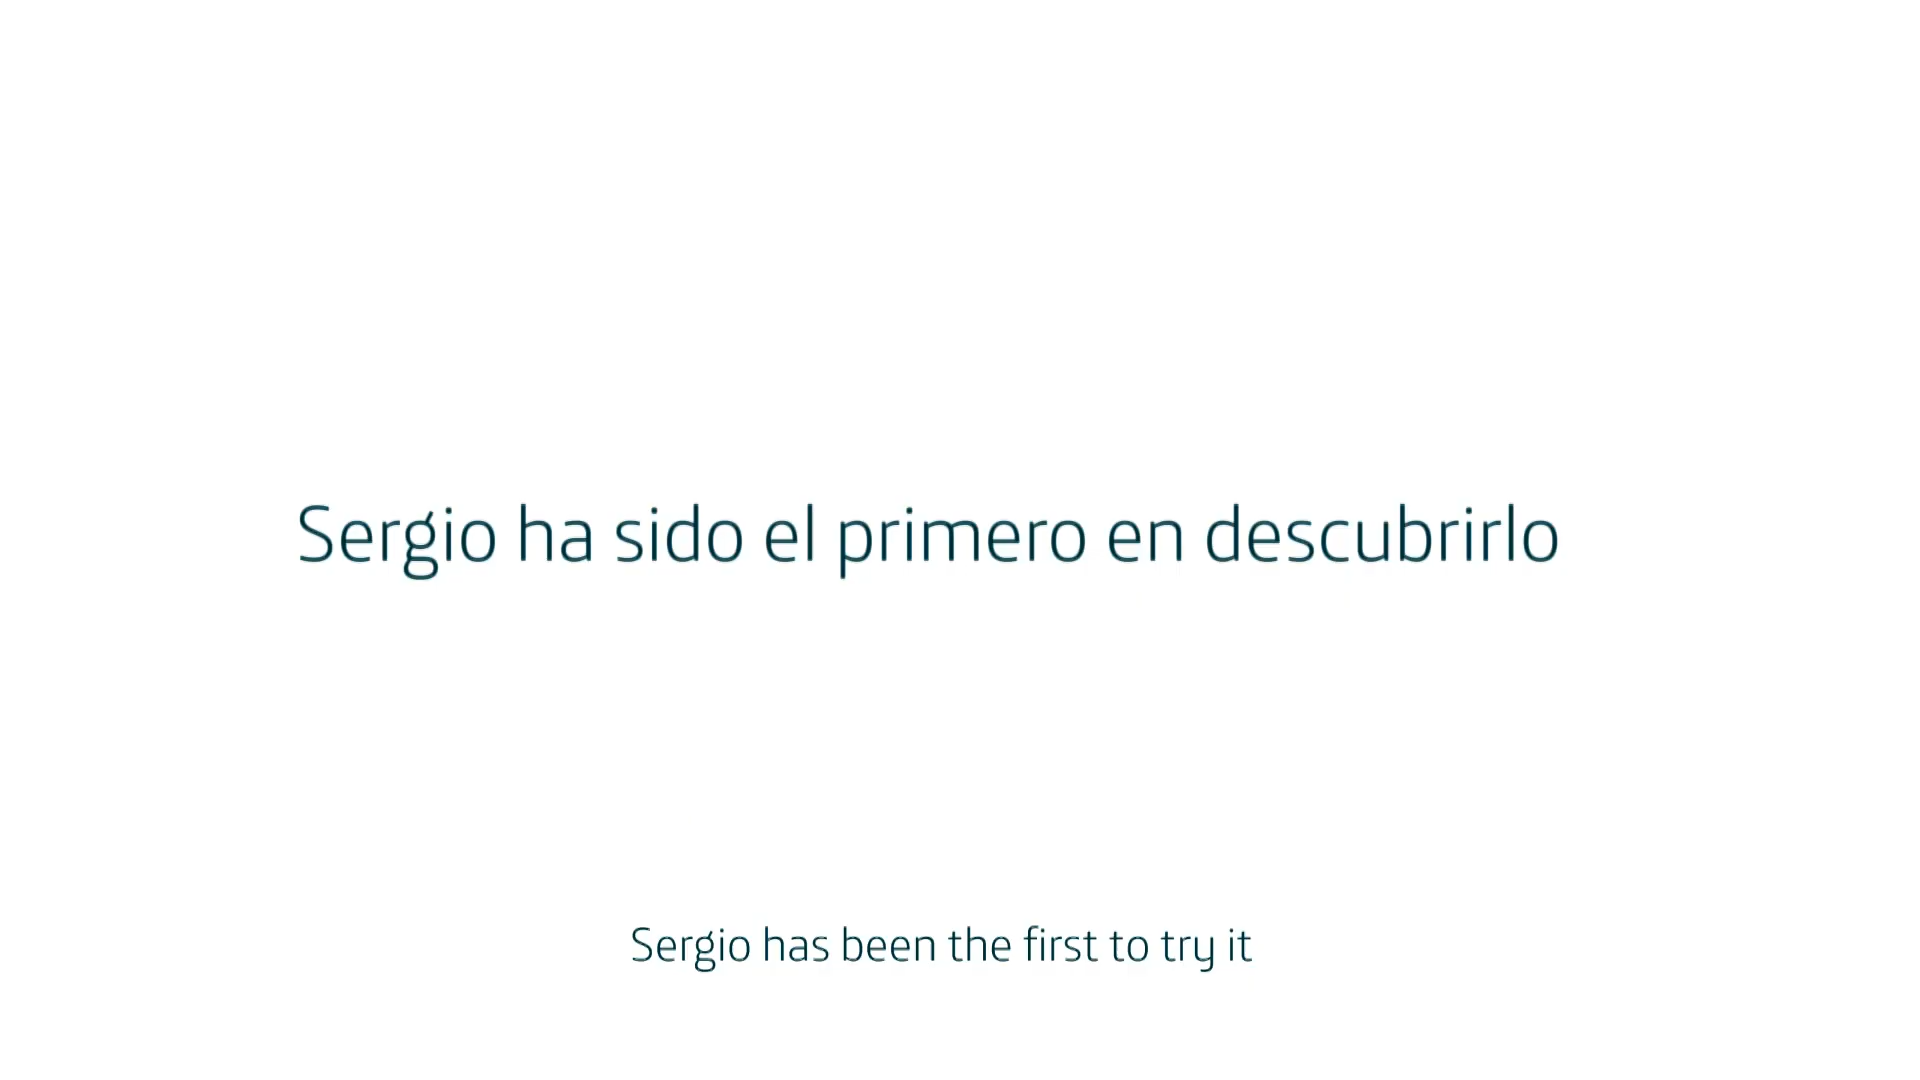 Sergio ha sido el primero en descubrirlo
Sergio has been the first to try it